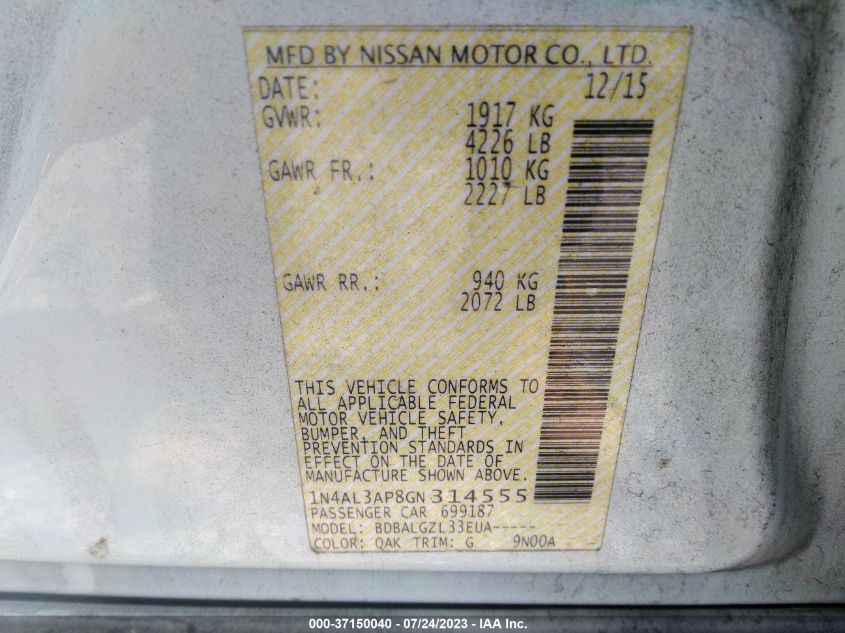 MFD BY NISSAN MOTOR CO., LTD.
DATE: 12/15
GVWR: 1917 KG
4226 LB
GAWR FR.: 1010 KG
2227 LB
GAWR RR.: 940 KG
2072 LB
THIS VEHICLE CONFORMS TO
ALL APPLICABLE FEDERAL
MOTOR VEHICLE SAFETY,
BUMPER, AND THEFT
PREVENTION STANDARDS IN
EFFECT ON THE DATE OF
MANUFACTURE SHOWN ABOVE.
1N4AL3AP8GN314555
PASSENGER CAR 699187
MODEL: BDBALGZL33EUA-----
COLOR: QAK TRIM: G 9N00A - -
000-37150040 - 07/24/2023 - IAA Inc.